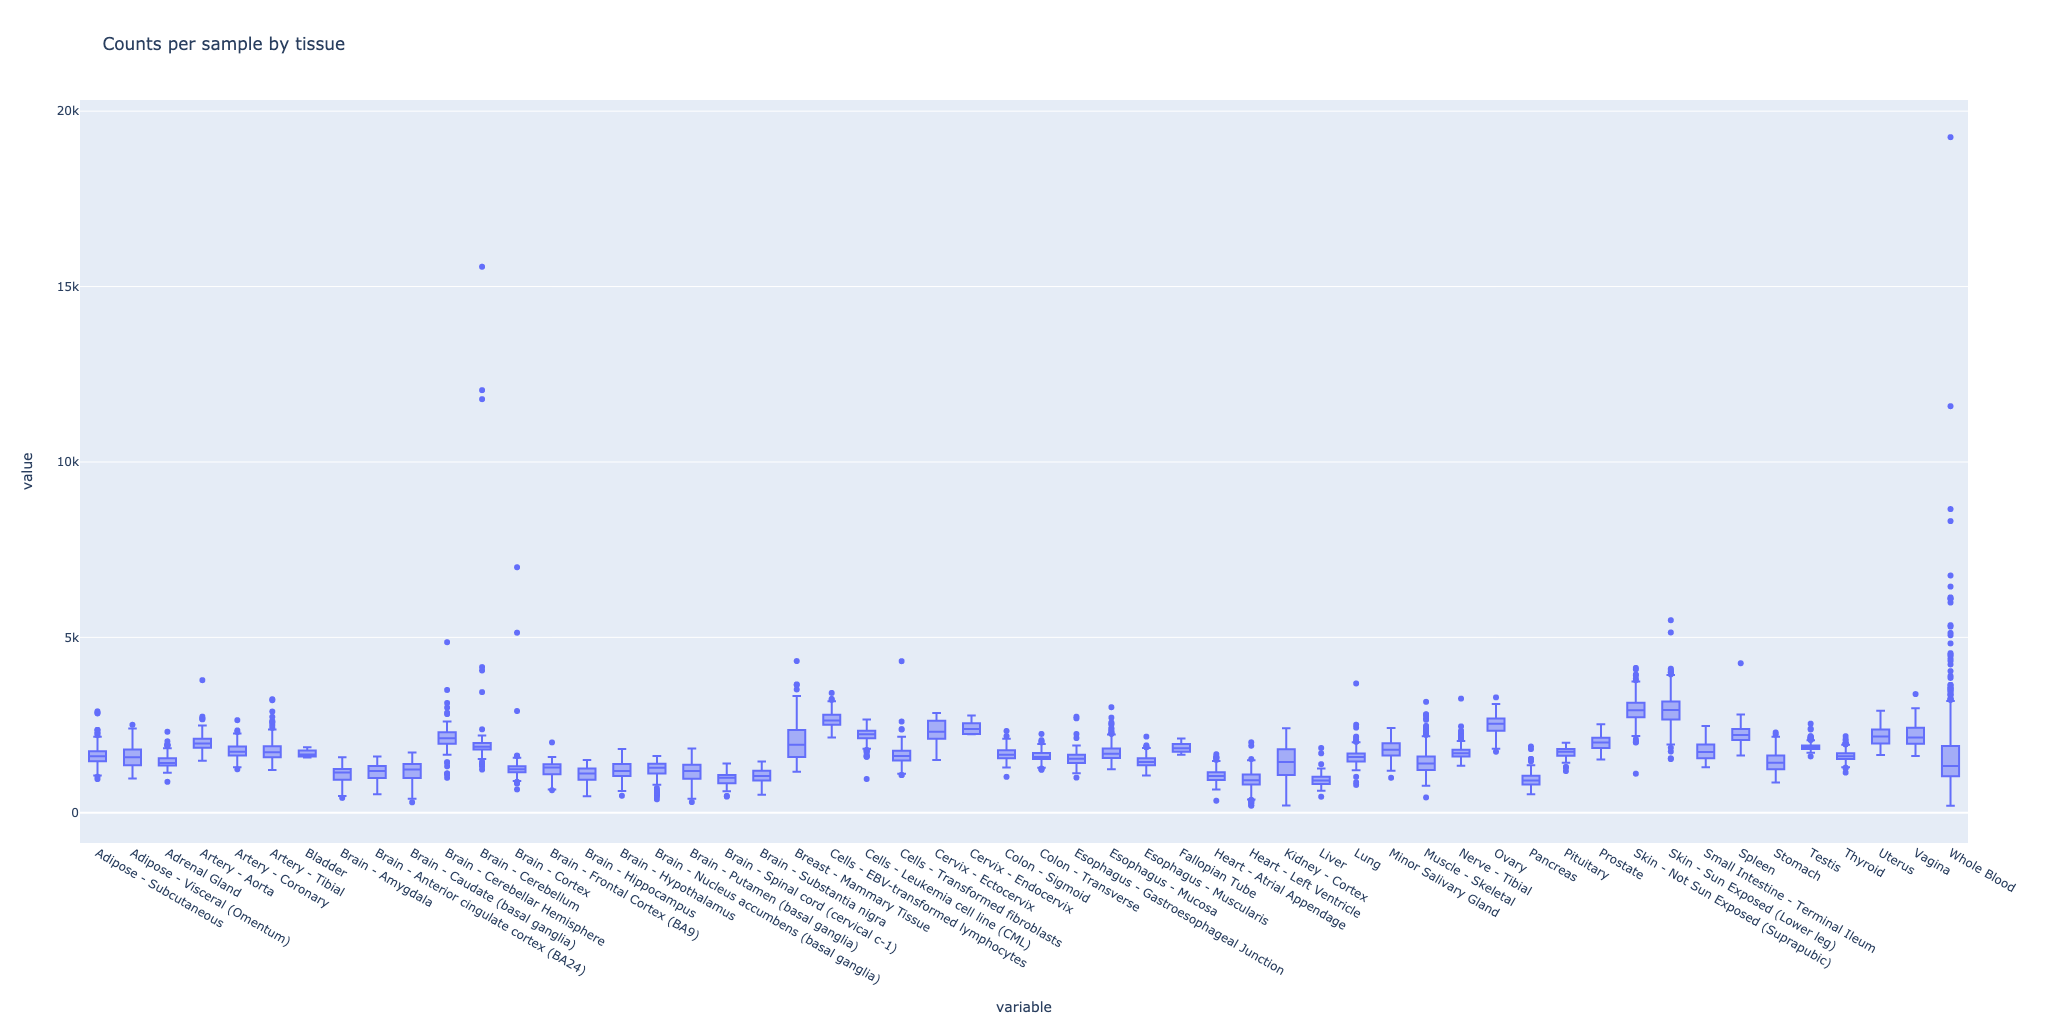 Counts per sample by tissue
20k
15k
10k
5k
0
value
Adipose - Subcutaneous
Adipose - Visceral (Omentum)
Adrenal Gland
Artery - Aorta
Artery - Coronary
Artery - Tibial
Bladder
Brain - Amygdala
Brain - Anterior cingulate cortex (BA24)
Brain - Caudate (basal ganglia)
Brain - Cerebellar Hemisphere
Brain - Cerebellum
Brain - Cortex
Brain - Frontal Cortex (BA9)
Brain - Hippocampus
Brain - Hypothalamus
Brain - Nucleus accumbens (basal ganglia)
Brain - Putamen (basal ganglia)
Brain - Spinal cord (cervical c-1)
Brain - Substantia nigra
Breast - Mammary Tissue
Cells - EBV-transformed lymphocytes
Cells - Leukemia cell line (CML)
Cells - Transformed fibroblasts
Cervix - Ectocervix
Cervix - Endocervix
Colon - Sigmoid
Colon - Transverse
Esophagus - Gastroesophageal Junction
Esophagus - Mucosa
Esophagus - Muscularis
Fallopian Tube
Heart - Atrial Appendage
Heart - Left Ventricle
Kidney - Cortex
Liver
Lung
Minor Salivary Gland
Muscle - Skeletal
Nerve - Tibial
Ovary
Pancreas
Pituitary
Prostate
Skin - Not Sun Exposed (Suprapubic)
Skin - Sun Exposed (Lower leg)
Small Intestine - Terminal Ileum
Spleen
Stomach
Testis
Thyroid
Uterus
Vagina
Whole Blood
variable